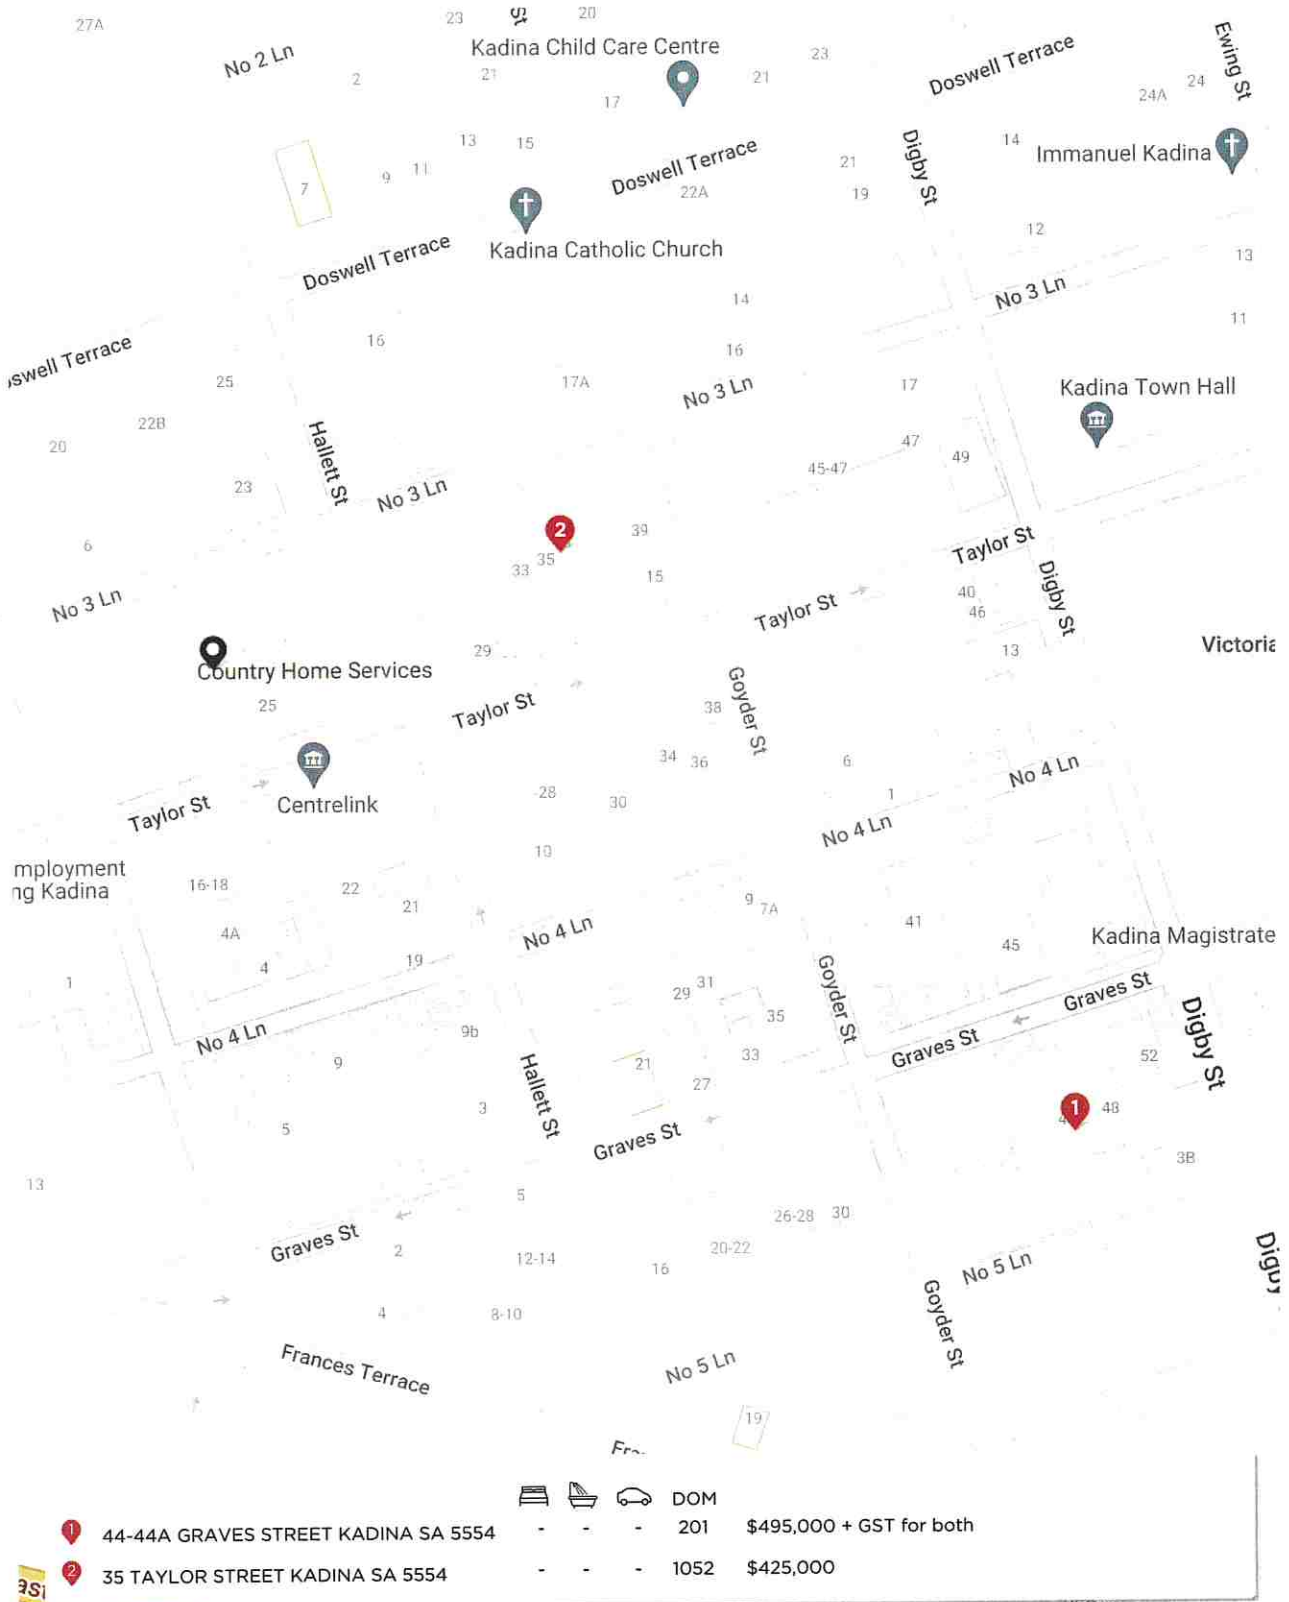 27A
23
St
20
No 2 Ln
Kadina Child Care Centre
23
Doswell Terrace
Ewing St
2
21
17
21
24A
24
13
15
Doswell Terrace
21
Digby St
14
Immanuel Kadina
7
9
11
22A
19
12
Doswell Terrace
Kadina Catholic Church
13
14
No 3 Ln
11
16
16
swell Terrace
25
17A
No 3 Ln
17
Kadina Town Hall
22B
20
Hallett St
47
49
45-47
23
No 3 Ln
2
39
6
33
35
15
Taylor St
Digby St
No 3 Ln
Taylor St
40
46
13
Victoria
29
Country Home Services
25
Taylor St
38
Goyder St
34
36
6
No 4 Ln
Centrelink
-28
30
1
Taylor St
No 4 Ln
10
mployment
ng Kadina
16-18
22
21
9
7A
41
4A
No 4 Ln
45
Kadina Magistrate
4
19
1
29
31
Goyder St
Graves St
35
No 4 Ln
9b
Graves St
Digby St
9
21
33
52
27
Hallett St
3
1
48
5
Graves St
3B
13
5
26-28
30
Graves St
2
12-14
20-22
16
No 5 Ln
4
8-10
Goyder St
Frances Terrace
No 5 Ln
19
DOM
1 44-44A GRAVES STREET KADINA SA 5554 - - - 201 $495,000 + GST for both
2 35 TAYLOR STREET KADINA SA 5554 - - - 1052 $425,000